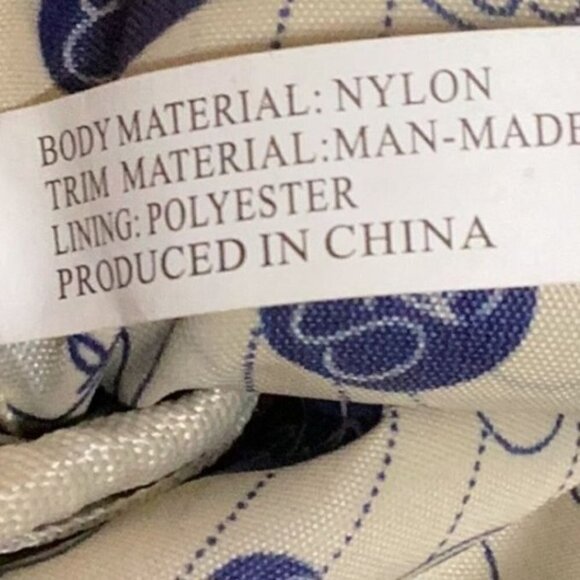 BODY MATERIAL: NYLON
TRIM MATERIAL:MAN-MADE
LINING: POLYESTER
PRODUCED IN CHINA